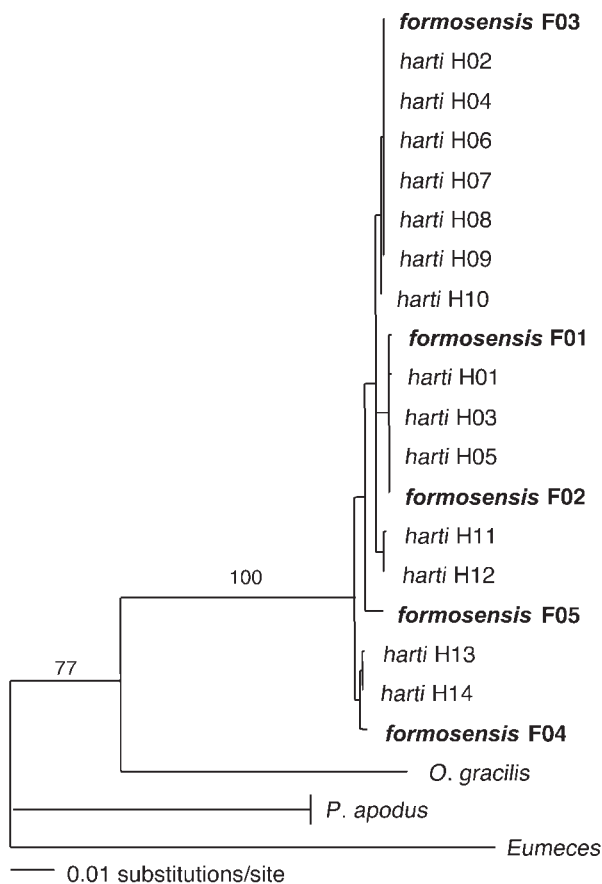 formosensis F03
harti H02
harti H04
harti H06
harti H07
harti H08
harti H09
harti H10
formosensis F01
harti H01
harti H03
harti H05
formosensis F02
harti H11
harti H12
100
formosensis F05
harti H13
77
harti H14
formosensis F04
O. gracilis
P. apodus
Eumeces
0.01 substitutions/site